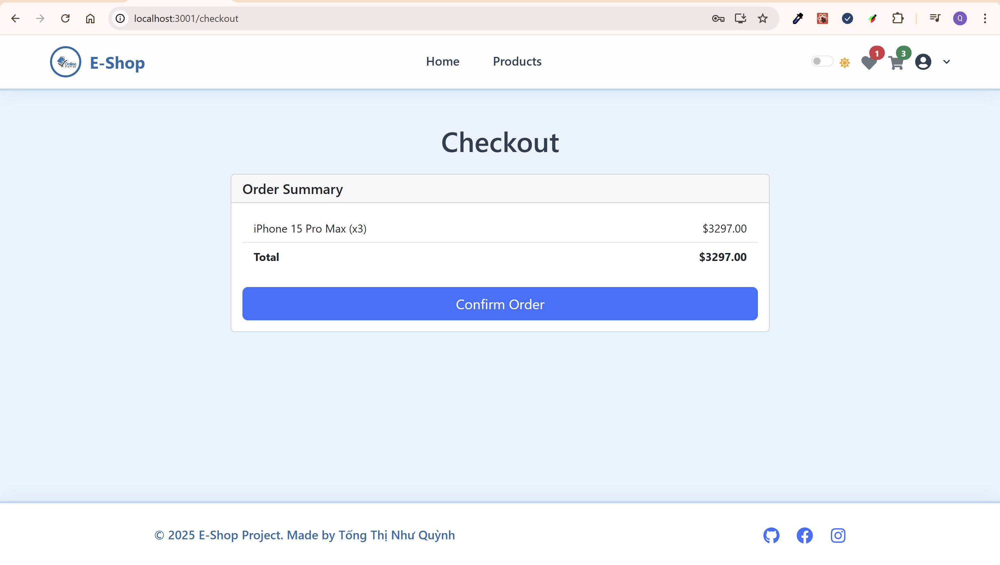 localhost:3001/checkout
Q
Online
E-Shop
Home
Products
1
3
Checkout
Order Summary
iPhone 15 Pro Max (x3)
$3297.00
Total
$3297.00
Confirm Order
© 2025 E-Shop Project. Made by Tống Thị Như Quỳnh